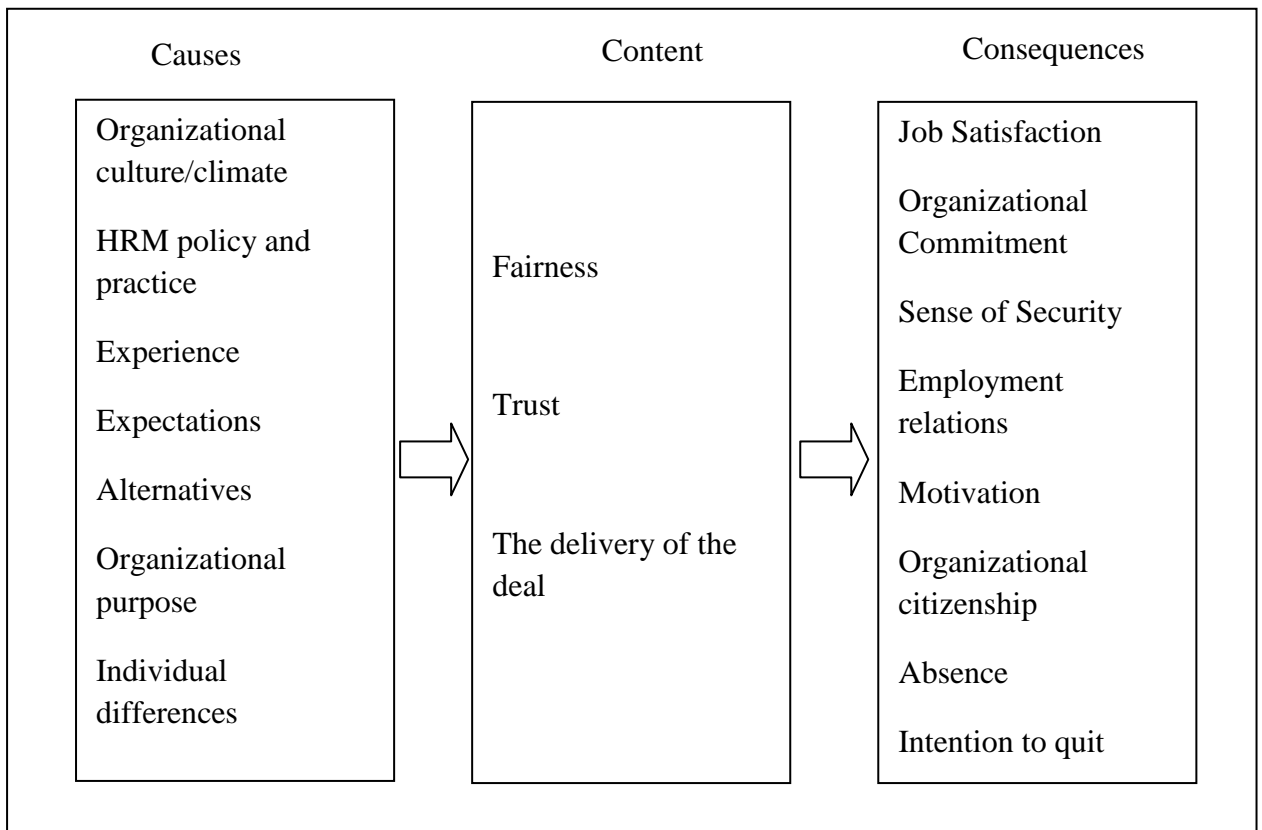 Causes
Content
Consequences
Organizational
culture/climate
HRM policy and
practice
Experience
Expectations
Alternatives
Organizational
purpose
Individual
differences
Fairness
Trust
The delivery of the
deal
Job Satisfaction
Organizational
Commitment
Sense of Security
Employment
relations
Motivation
Organizational
citizenship
Absence
Intention to quit